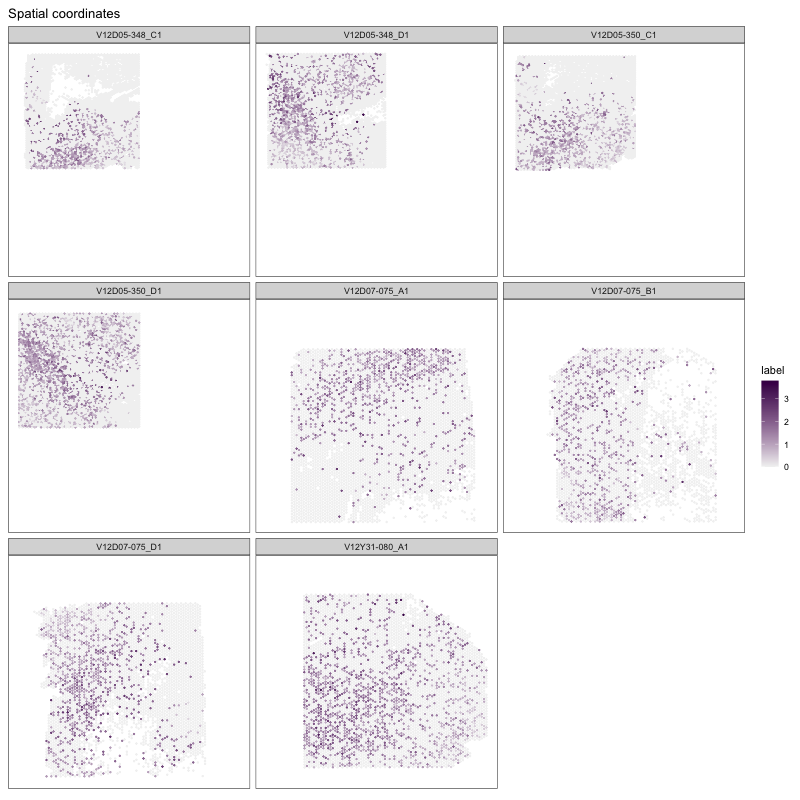 Spatial coordinates
V12D05-348_C1
V12D05-348_D1
V12D05-350_C1
V12D05-350_D1
V12D07-075_A1
V12D07-075_B1
V12D07-075_D1
V12Y31-080_A1
label
3
2
1
0